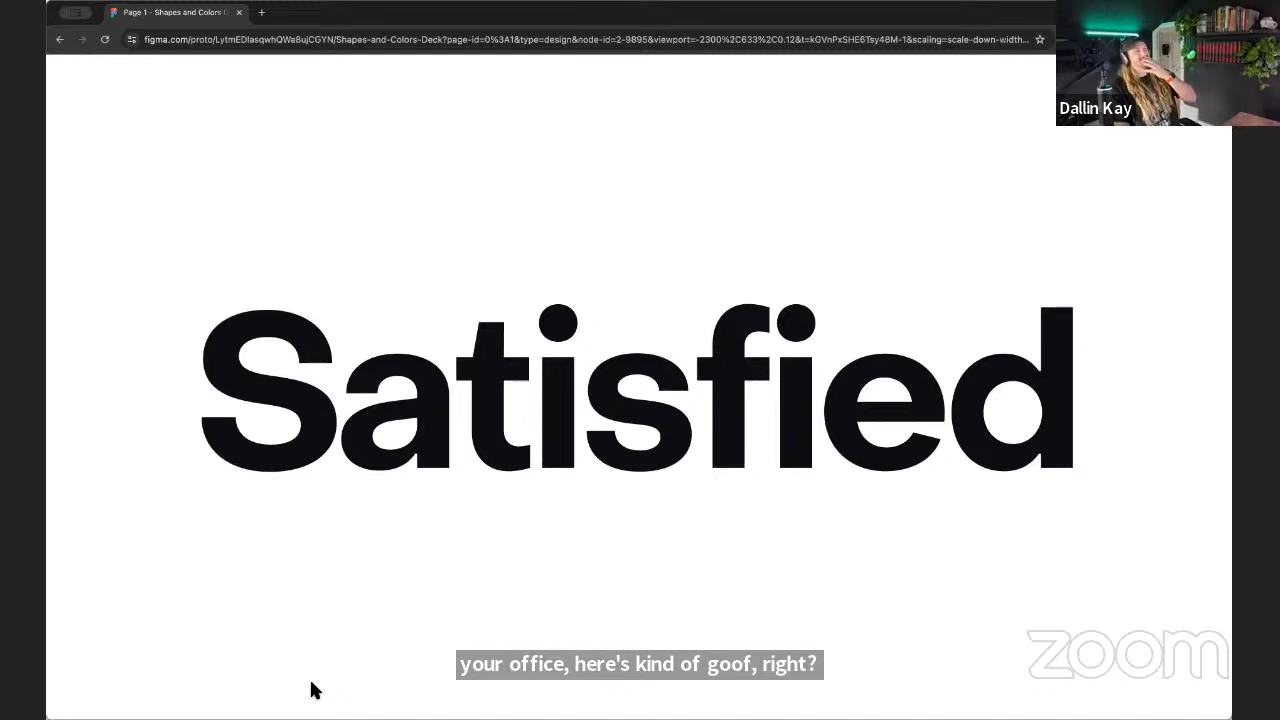 Page 1 - Shapes and Colors D
figma.com/proto/LytmEDlasqwhQWa8ujCGYN/Shapes-and-Colors-Deck?page-id=0%3A1&type=design&node-id=2-9895&viewport=-2300%2C633%2C0.12&t=kGVnPxSHE6Tsy48M-1&scaling=scale-down-width...
Dallin Kay
Satisfied
your office, here's kind of goof, right?
zoom